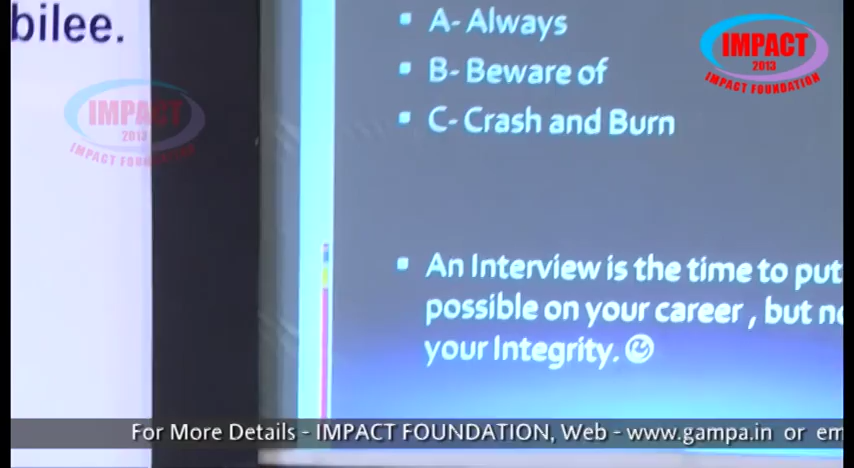 bilee.
A- Always
B- Beware of
C- Crash and Burn
An Interview is the time to put
possible on your career , but no
your Integrity.
IMPACT
2013
IMPACT FOUNDATION
IMPACT
2013
IMPACT FOUNDATION
For More Details - IMPACT FOUNDATION, Web - www.gampa.in or em